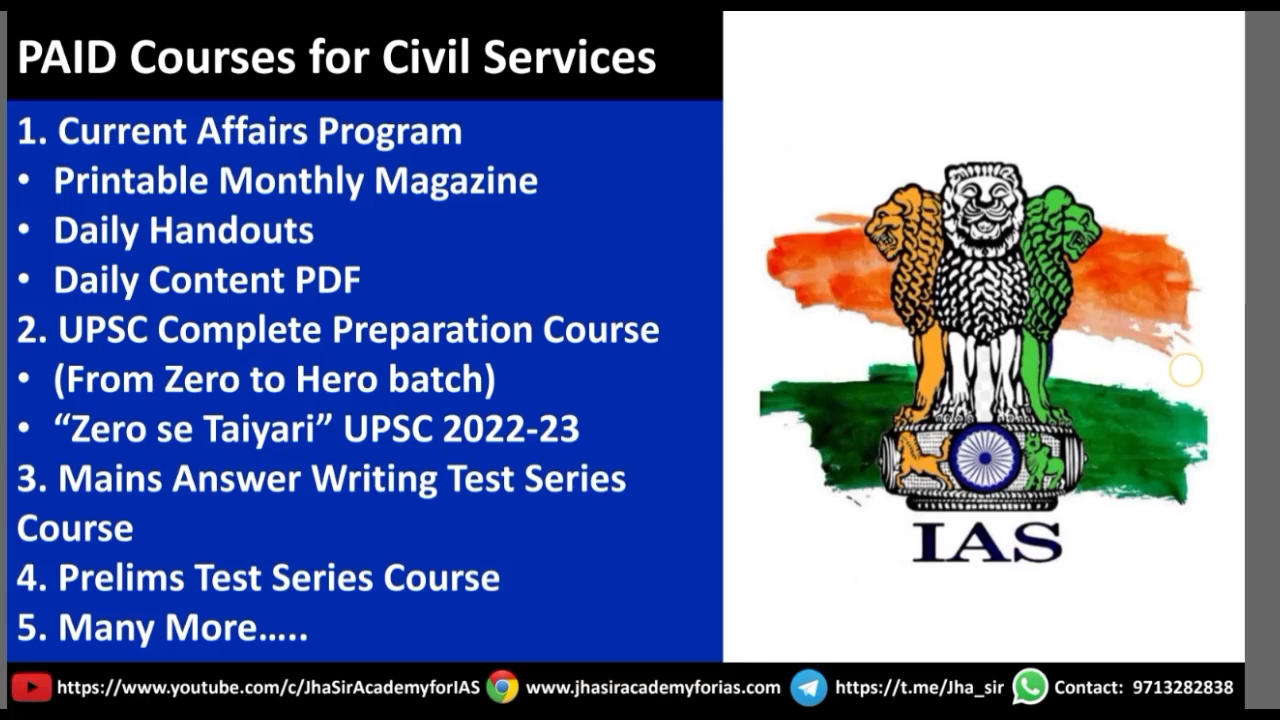 PAID Courses for Civil Services
1. Current Affairs Program
• Printable Monthly Magazine
• Daily Handouts
• Daily Content PDF
2. UPSC Complete Preparation Course
• (From Zero to Hero batch)
• “Zero se Taiyari” UPSC 2022-23
3. Mains Answer Writing Test Series
Course
4. Prelims Test Series Course
5. Many More.....
IAS
https://www.youtube.com/c/JhaSirAcademyforIAS www.jhasiracademyforias.com https://t.me/Jha_sir Contact: 9713282838